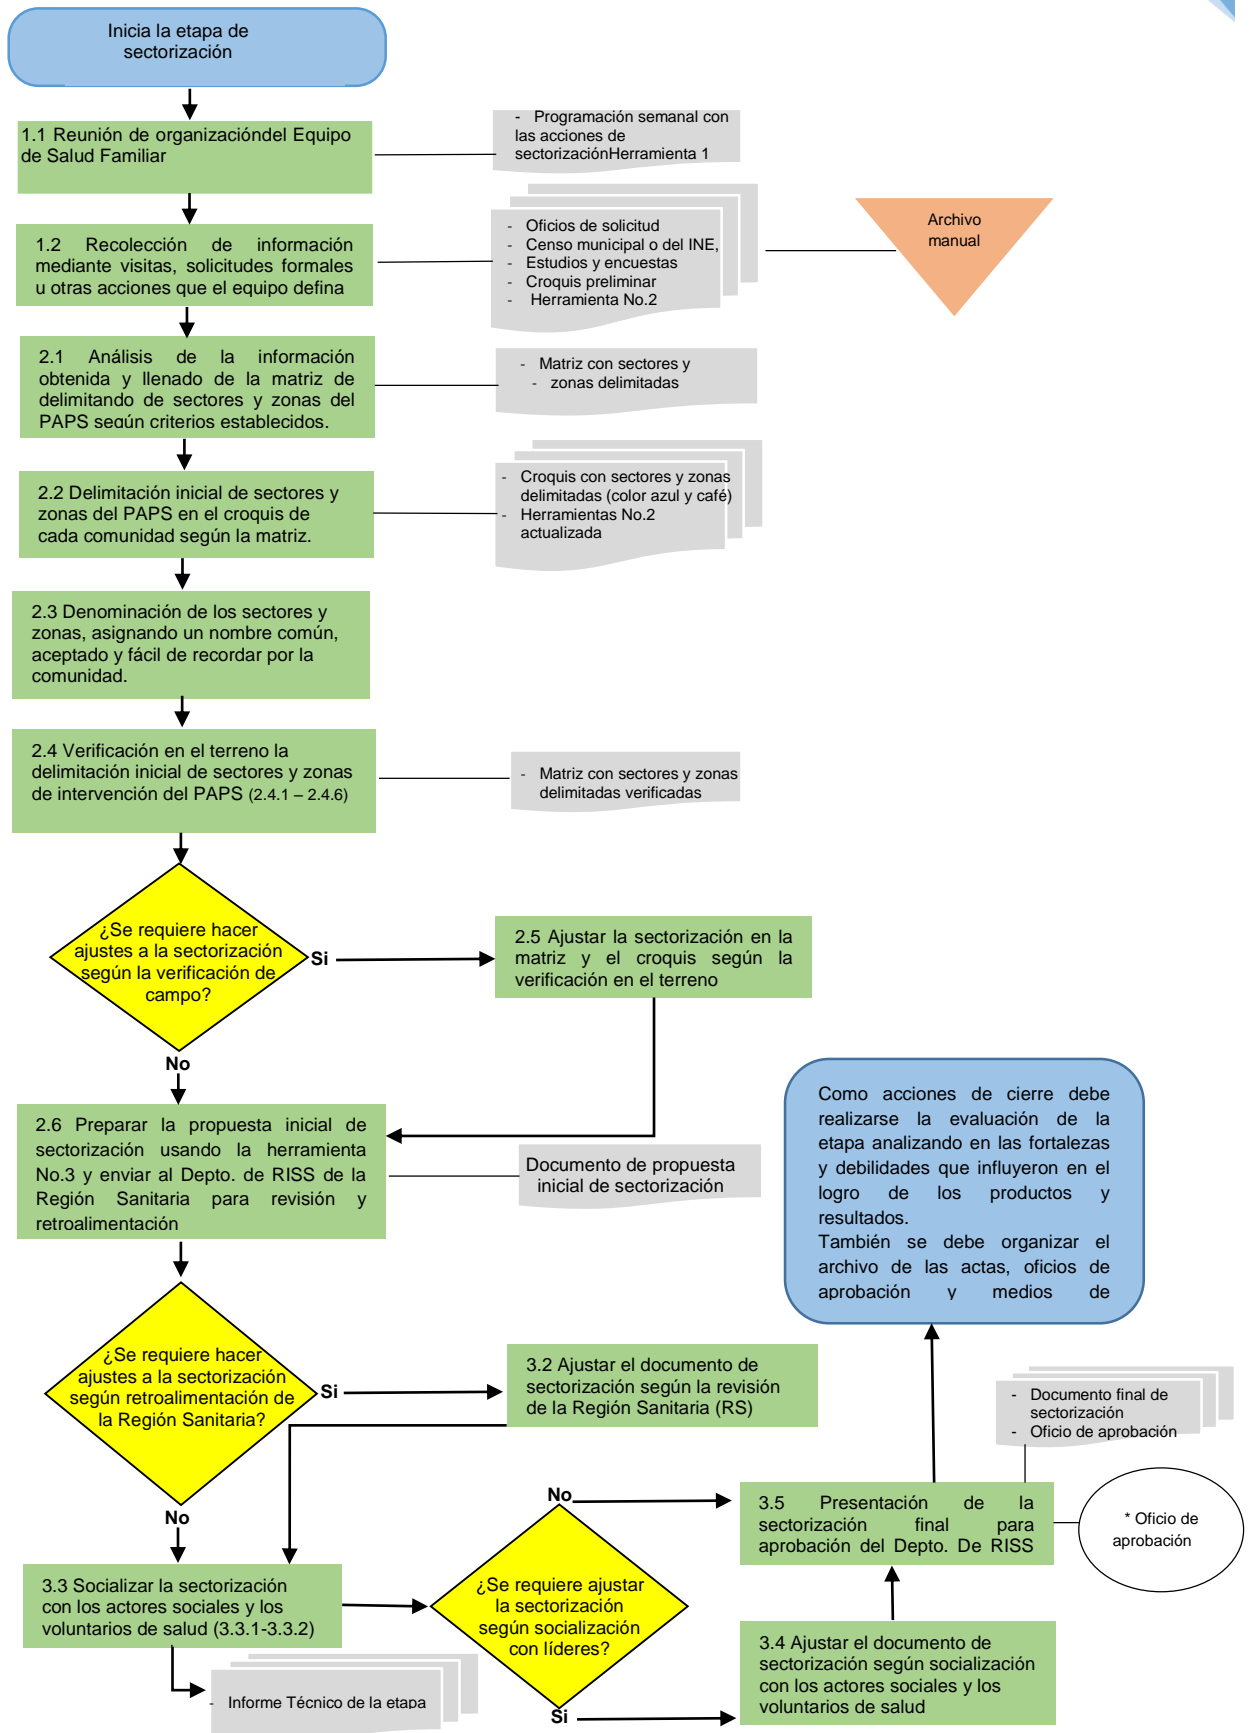 Inicia la etapa de
sectorización
1.1 Reunión de organizacióndel Equipo
de Salud Familiar
- Programación semanal con
las acciones de
sectorizaciónHerramienta 1
1.2 Recolección de información
mediante visitas, solicitudes formales
u otras acciones que el equipo defina
- Oficios de solicitud
- Censo municipal o del INE,
- Estudios y encuestas
- Croquis preliminar
- Herramienta No.2
Archivo
manual
2.1 Análisis de la información
obtenida y llenado de la matriz de
delimitando de sectores y zonas del
PAPS según criterios establecidos.
- Matriz con sectores y
- zonas delimitadas
2.2 Delimitación inicial de sectores y
zonas del PAPS en el croquis de
cada comunidad según la matriz.
- Croquis con sectores y zonas
delimitadas (color azul y café)
- Herramientas No.2
actualizada
2.3 Denominación de los sectores y
zonas, asignando un nombre común,
aceptado y fácil de recordar por la
comunidad.
2.4 Verificación en el terreno la
delimitación inicial de sectores y zonas
de intervención del PAPS (2.4.1 – 2.4.6)
- Matriz con sectores y zonas
delimitadas verificadas
¿Se requiere hacer
ajustes a la sectorización
según la verificación de
campo?
Si
2.5 Ajustar la sectorización en la
matriz y el croquis según la
verificación en el terreno
No
2.6 Preparar la propuesta inicial de
sectorización usando la herramienta
No.3 y enviar al Depto. de RISS de la
Región Sanitaria para revisión y
retroalimentación
Documento de propuesta
inicial de sectorización
Como acciones de cierre debe
realizarse la evaluación de la
etapa analizando en las fortalezas
y debilidades que influyeron en el
logro de los productos y
resultados.
También se debe organizar el
archivo de las actas, oficios de
aprobación y medios de
¿Se requiere hacer
ajustes a la sectorización
según retroalimentación de
la Región Sanitaria?
Si
3.2 Ajustar el documento de
sectorización según la revisión
de la Región Sanitaria (RS)
- Documento final de
sectorización
- Oficio de aprobación
No
No
3.5 Presentación de la
sectorización final para
aprobación del Depto. De RISS
* Oficio de
aprobación
3.3 Socializar la sectorización
con los actores sociales y los
voluntarios de salud (3.3.1-3.3.2)
¿Se requiere ajustar
la sectorización
según socialización
con líderes?
Si
3.4 Ajustar el documento de
sectorización según socialización
con los actores sociales y los
voluntarios de salud
- Informe Técnico de la etapa